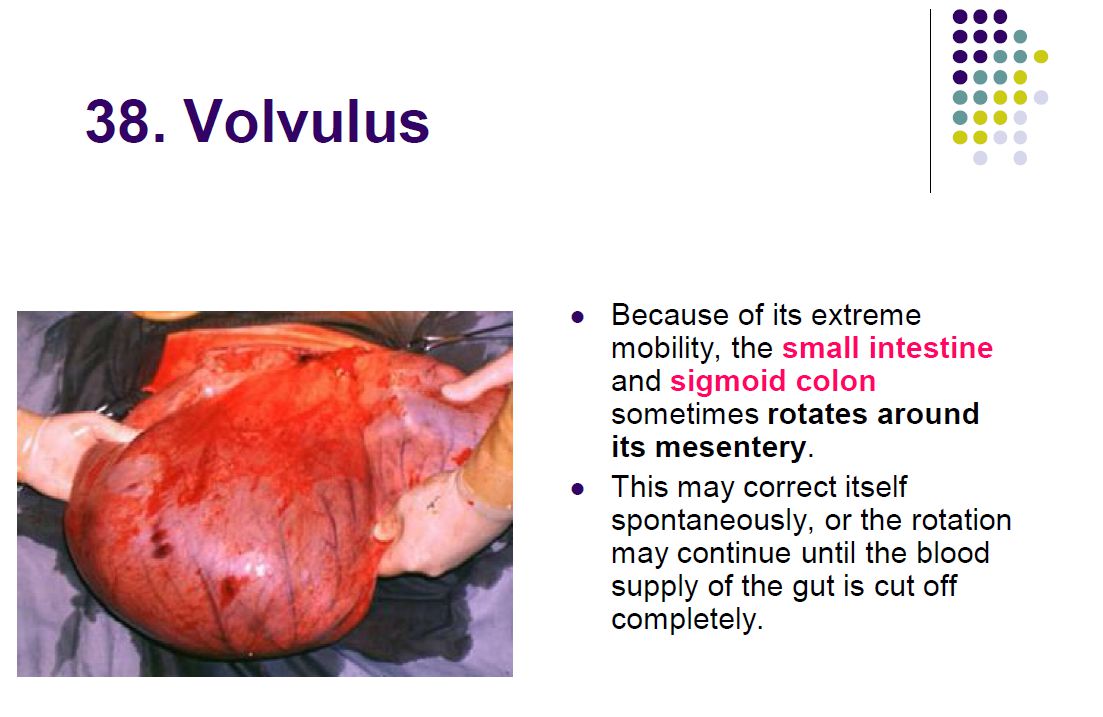 38. Volvulus
Because of its extreme
mobility, the small intestine
and sigmoid colon
sometimes rotates around
its mesentery.
This may correct itself
spontaneously, or the rotation
may continue until the blood
supply of the gut is cut off
completely.